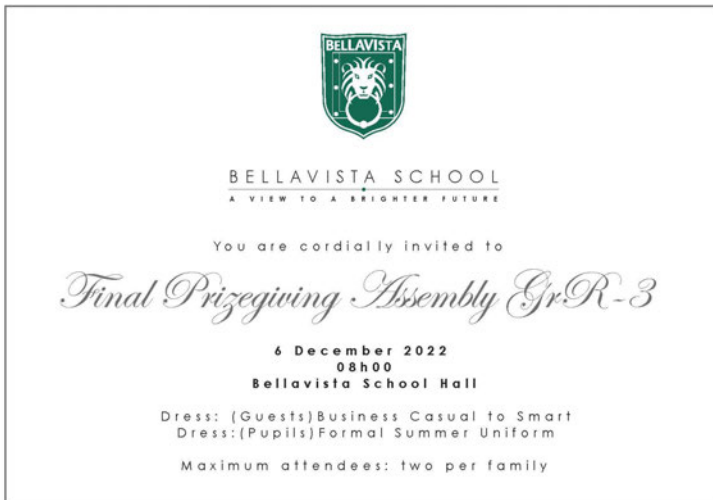 BELLAVISTA
BELLAVISTA SCHOOL
A VIEW TO A BRIGHTER FUTURE
You are cordially invited to
Final Prizegiving Assembly GrR-3
6 December 2022
08h00
Bellavista School Hall
Dress: (Guests)Business Casual to Smart
Dress:(Pupils)Formal Summer Uniform
Maximum attendees: two per family